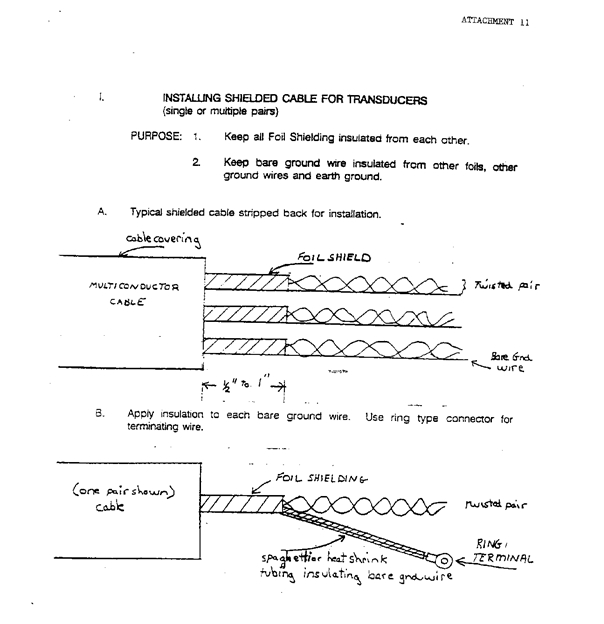 ATTACHMENT 11
I. INSTALLING SHIELDED CABLE FOR TRANSDUCERS
(single or multiple pairs)
PURPOSE: 1. Keep all Foil Shielding insulated from each other.
2. Keep bare ground wire insulated from other foils, other
ground wires and earth ground.
A. Typical shielded cable stripped back for installation.
cable covering
FOIL SHIELD
MULTICONDUCTOR
CABLE
Twisted pair
Bare Gnd
wire
½" to 1"
B. Apply insulation to each bare ground wire. Use ring type connector for
terminating wire.
FOIL SHIELDING
(one pair shown)
cable
twisted pair
RING
TERMINAL
spaghetti or heat shrink
tubing insulating bare gnd wire